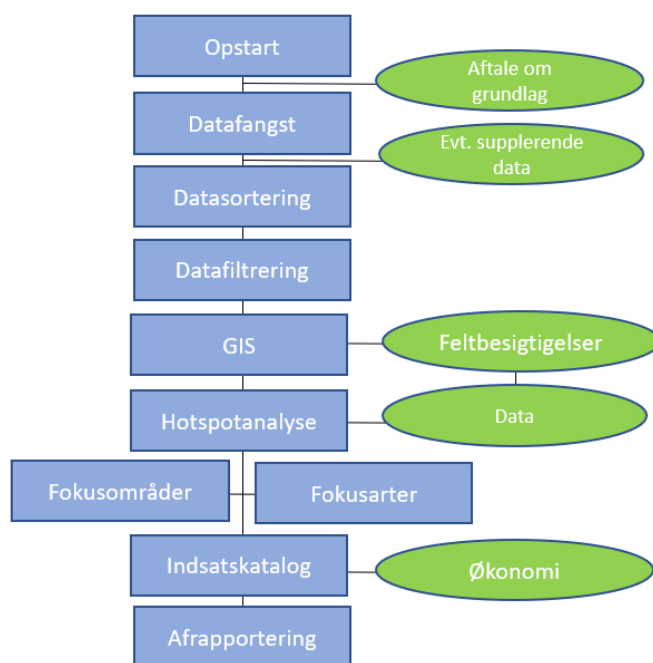 Opstart
Aftale om
grundlag
Datafangst
Evt. supplerende
data
Datasortering
Datafiltrering
GIS
Feltbesigtigelser
Hotspotanalyse
Data
Fokusområder
Fokusarter
Indsatskatalog
Økonomi
Afrapportering